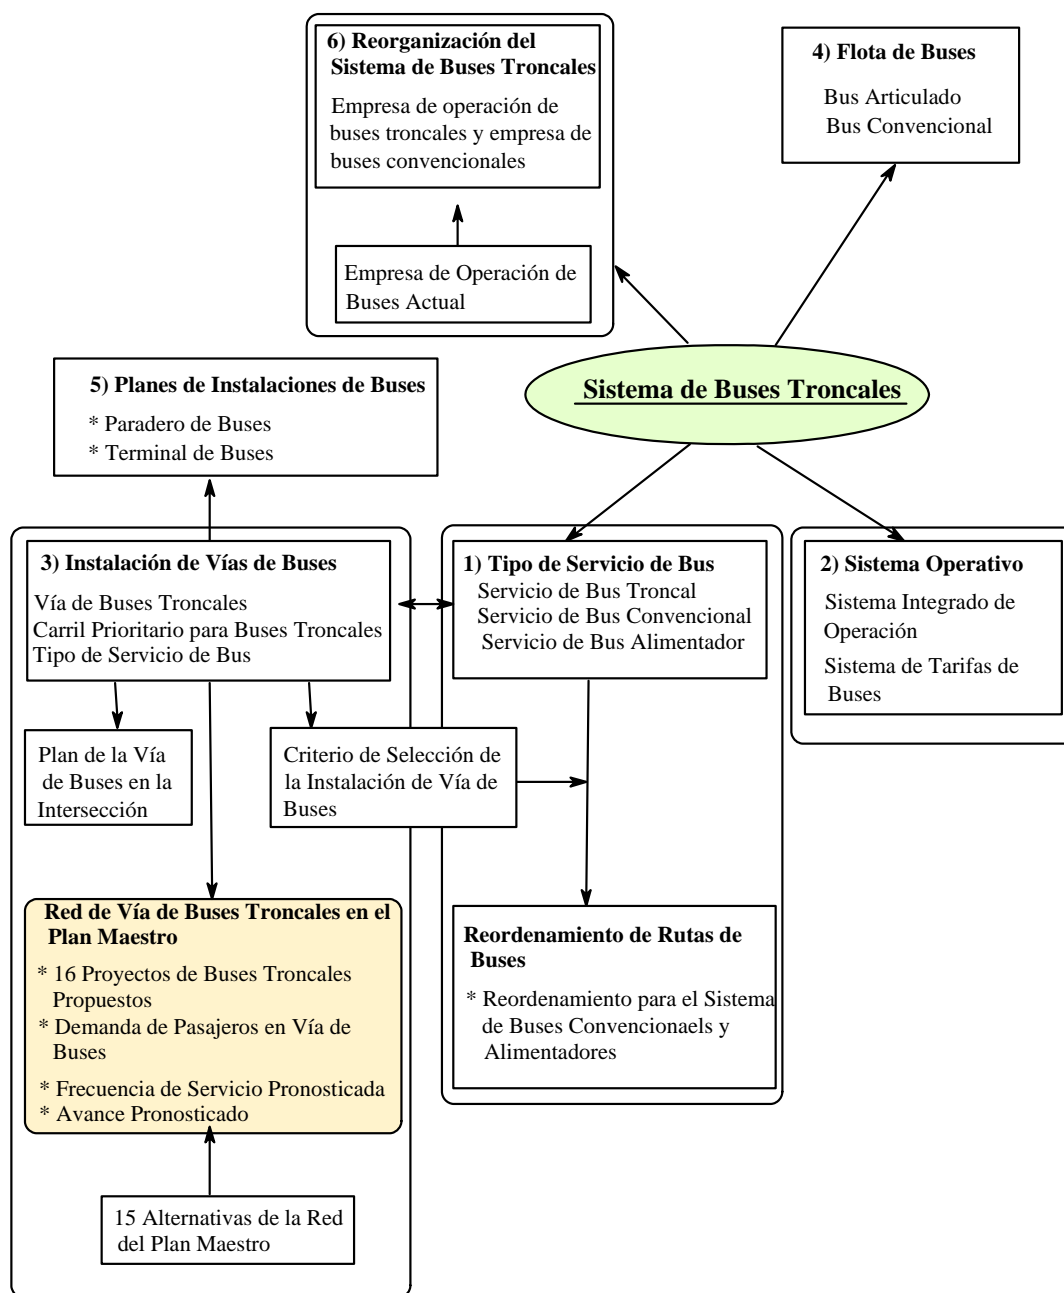 6) Reorganización del
Sistema de Buses Troncales
Empresa de operación de
buses troncales y empresa de
buses convencionales
Empresa de Operación de
Buses Actual
4) Flota de Buses
Bus Articulado
Bus Convencional
Sistema de Buses Troncales
5) Planes de Instalaciones de Buses
* Paradero de Buses
* Terminal de Buses
3) Instalación de Vías de Buses
Vía de Buses Troncales
Carril Prioritario para Buses Troncales
Tipo de Servicio de Bus
1) Tipo de Servicio de Bus
Servicio de Bus Troncal
Servicio de Bus Convencional
Servicio de Bus Alimentador
2) Sistema Operativo
Sistema Integrado de
Operación
Sistema de Tarifas de
Buses
Plan de la Vía
de Buses en la
Intersección
Criterio de Selección de
la Instalación de Vía de
Buses
Red de Vía de Buses Troncales en el
Plan Maestro
* 16 Proyectos de Buses Troncales
Propuestos
* Demanda de Pasajeros en Vía de
Buses
* Frecuencia de Servicio Pronosticada
* Avance Pronosticado
Reordenamiento de Rutas de
Buses
* Reordenamiento para el Sistema
de Buses Convencionaels y
Alimentadores
15 Alternativas de la Red
del Plan Maestro